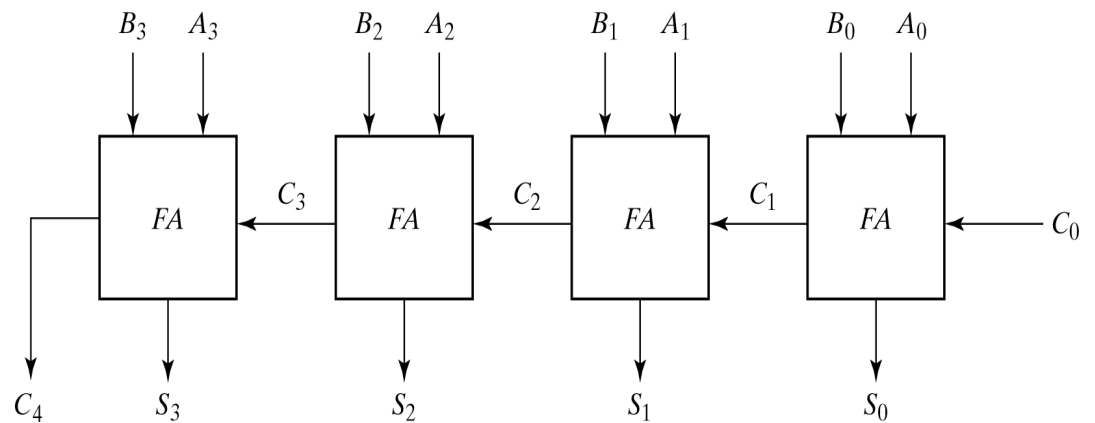 B₃ A₃ B₂ A₂ B₁ A₁ B₀ A₀
FA C₃ FA C₂ FA C₁ FA C₀
C₄ S₃ S₂ S₁ S₀